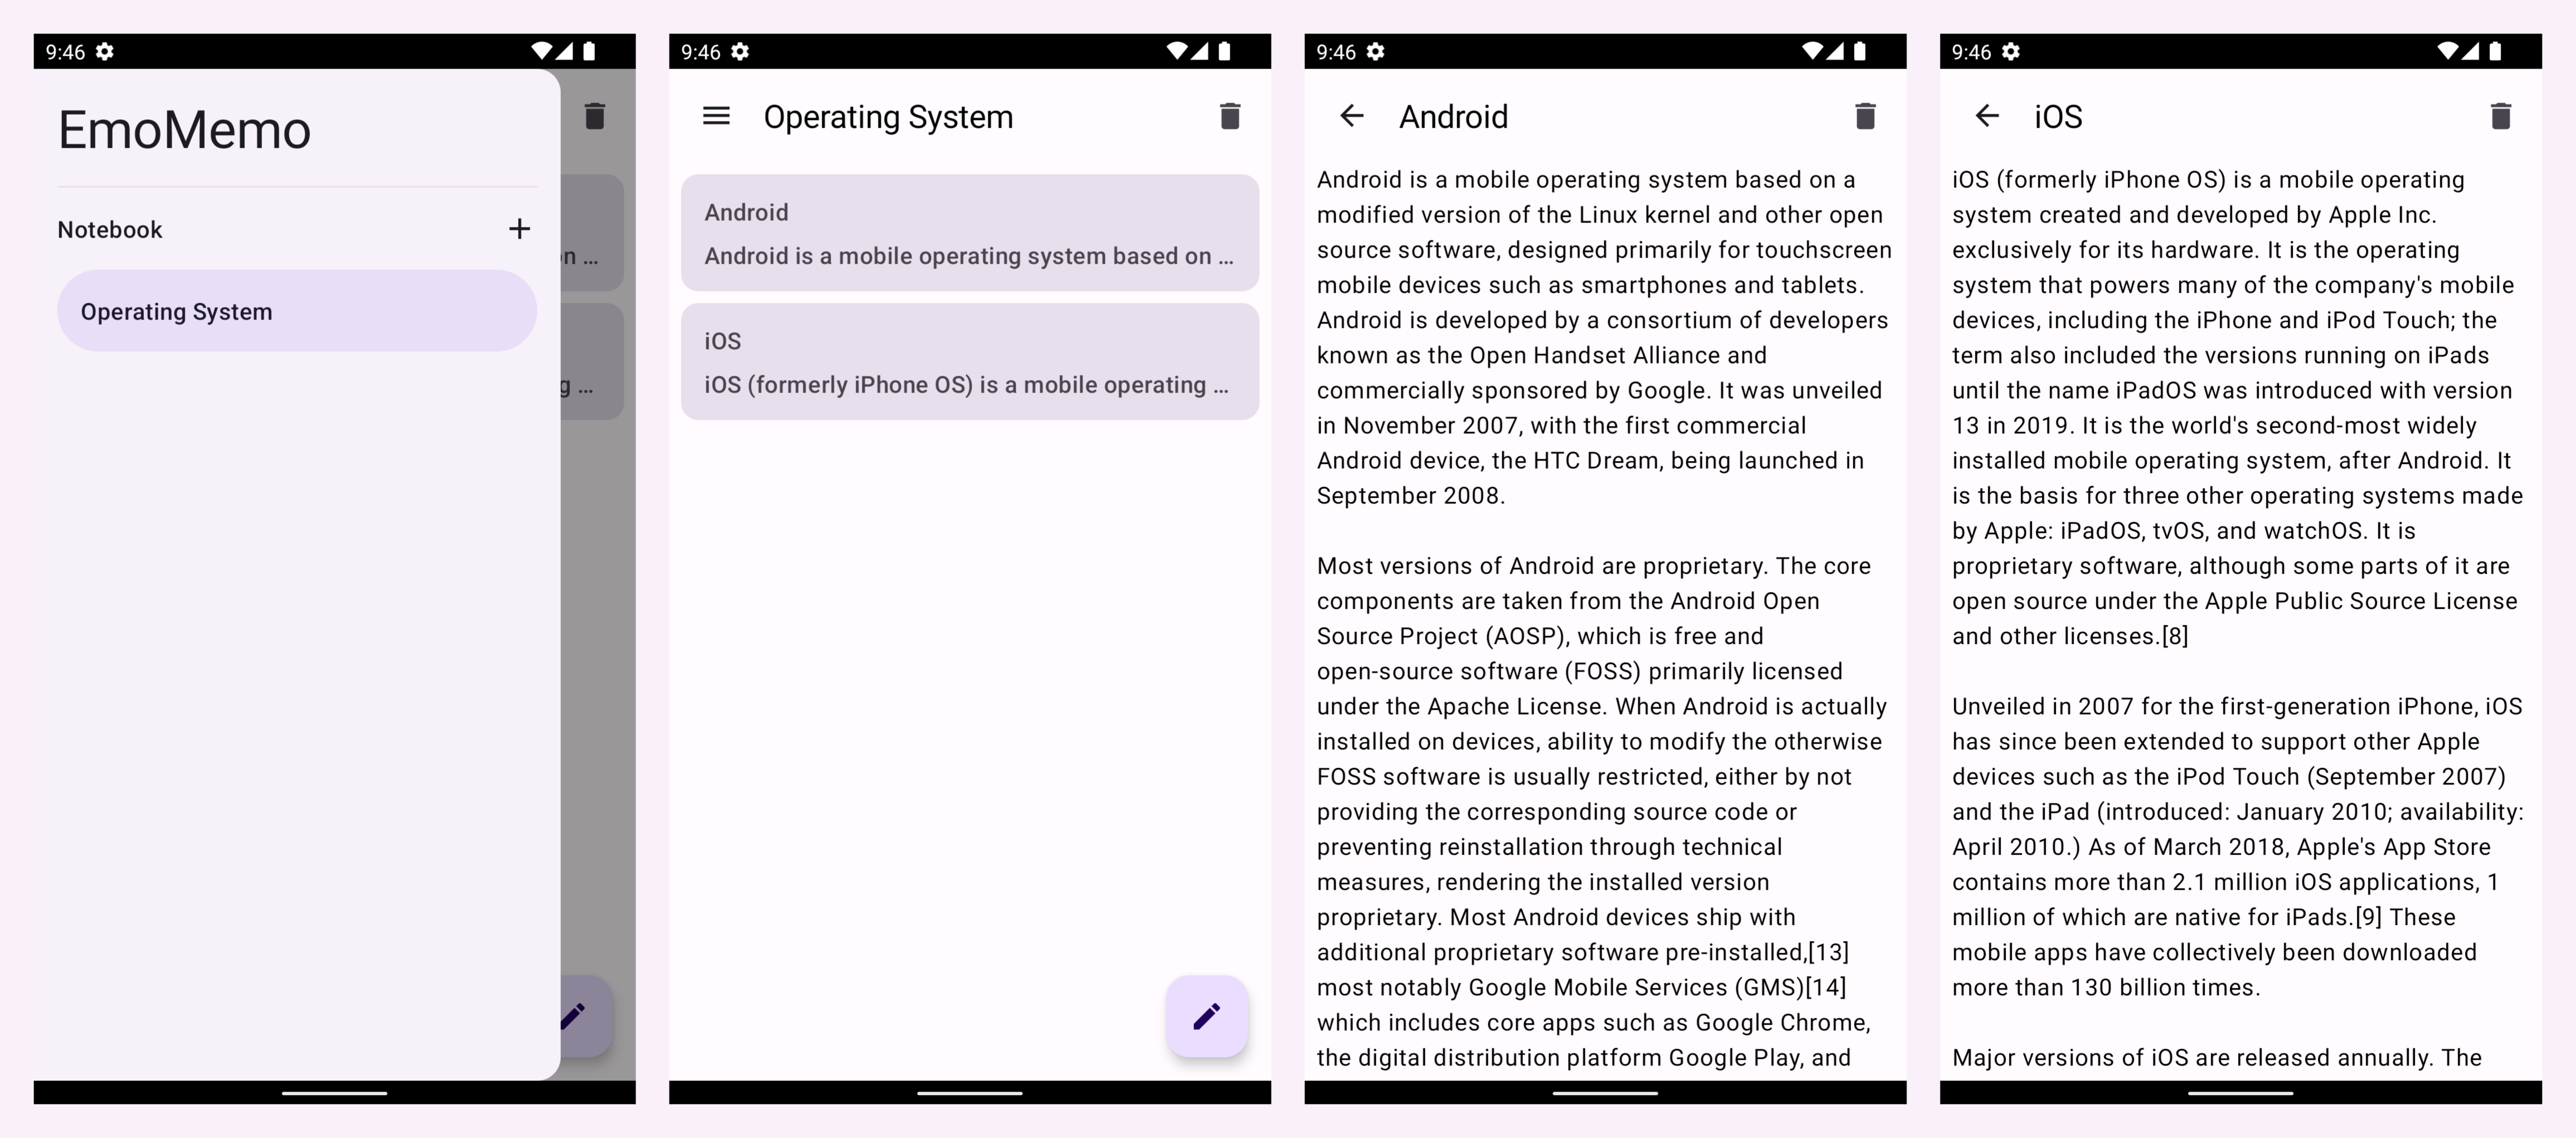 9:46
EmoMemo
Notebook
+
Operating System
n ...
g ...
9:46
Operating System
Android
Android is a mobile operating system based on ...
iOS
iOS (formerly iPhone OS) is a mobile operating ...
9:46
Android
Android is a mobile operating system based on a
modified version of the Linux kernel and other open
source software, designed primarily for touchscreen
mobile devices such as smartphones and tablets.
Android is developed by a consortium of developers
known as the Open Handset Alliance and
commercially sponsored by Google. It was unveiled
in November 2007, with the first commercial
Android device, the HTC Dream, being launched in
September 2008.
Most versions of Android are proprietary. The core
components are taken from the Android Open
Source Project (AOSP), which is free and
open-source software (FOSS) primarily licensed
under the Apache License. When Android is actually
installed on devices, ability to modify the otherwise
FOSS software is usually restricted, either by not
providing the corresponding source code or
preventing reinstallation through technical
measures, rendering the installed version
proprietary. Most Android devices ship with
additional proprietary software pre-installed,[13]
most notably Google Mobile Services (GMS)[14]
which includes core apps such as Google Chrome,
the digital distribution platform Google Play, and
9:46
iOS
iOS (formerly iPhone OS) is a mobile operating
system created and developed by Apple Inc.
exclusively for its hardware. It is the operating
system that powers many of the company's mobile
devices, including the iPhone and iPod Touch; the
term also included the versions running on iPads
until the name iPadOS was introduced with version
13 in 2019. It is the world's second-most widely
installed mobile operating system, after Android. It
is the basis for three other operating systems made
by Apple: iPadOS, tvOS, and watchOS. It is
proprietary software, although some parts of it are
open source under the Apple Public Source License
and other licenses.[8]
Unveiled in 2007 for the first-generation iPhone, iOS
has since been extended to support other Apple
devices such as the iPod Touch (September 2007)
and the iPad (introduced: January 2010; availability:
April 2010.) As of March 2018, Apple's App Store
contains more than 2.1 million iOS applications, 1
million of which are native for iPads.[9] These
mobile apps have collectively been downloaded
more than 130 billion times.
Major versions of iOS are released annually. The